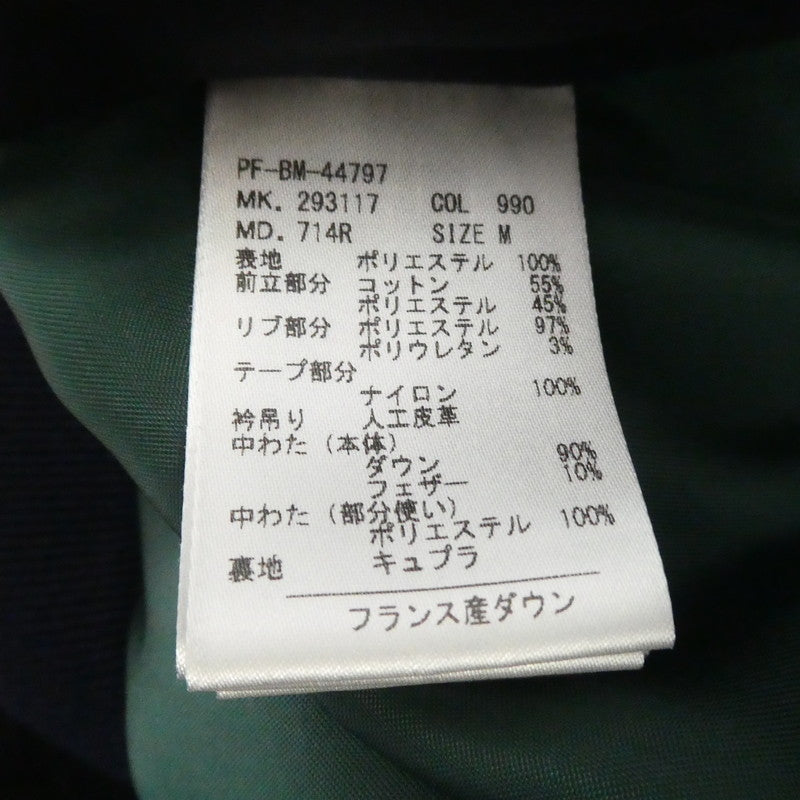 PF-BM-44797
MK. 293117 COL 990
MD. 714R SIZE M
表地 ポリエステル 100%
前立部分 コットン 55%
ポリエステル 45%
リブ部分 ポリエステル 97%
ポリウレタン 3%
テープ部分
ナイロン 100%
衿吊り 人工皮革
中わた（本体）
ダウン 90%
フェザー 10%
中わた（部分使い）
ポリエステル 100%
裏地 キュプラ
フランス産ダウン